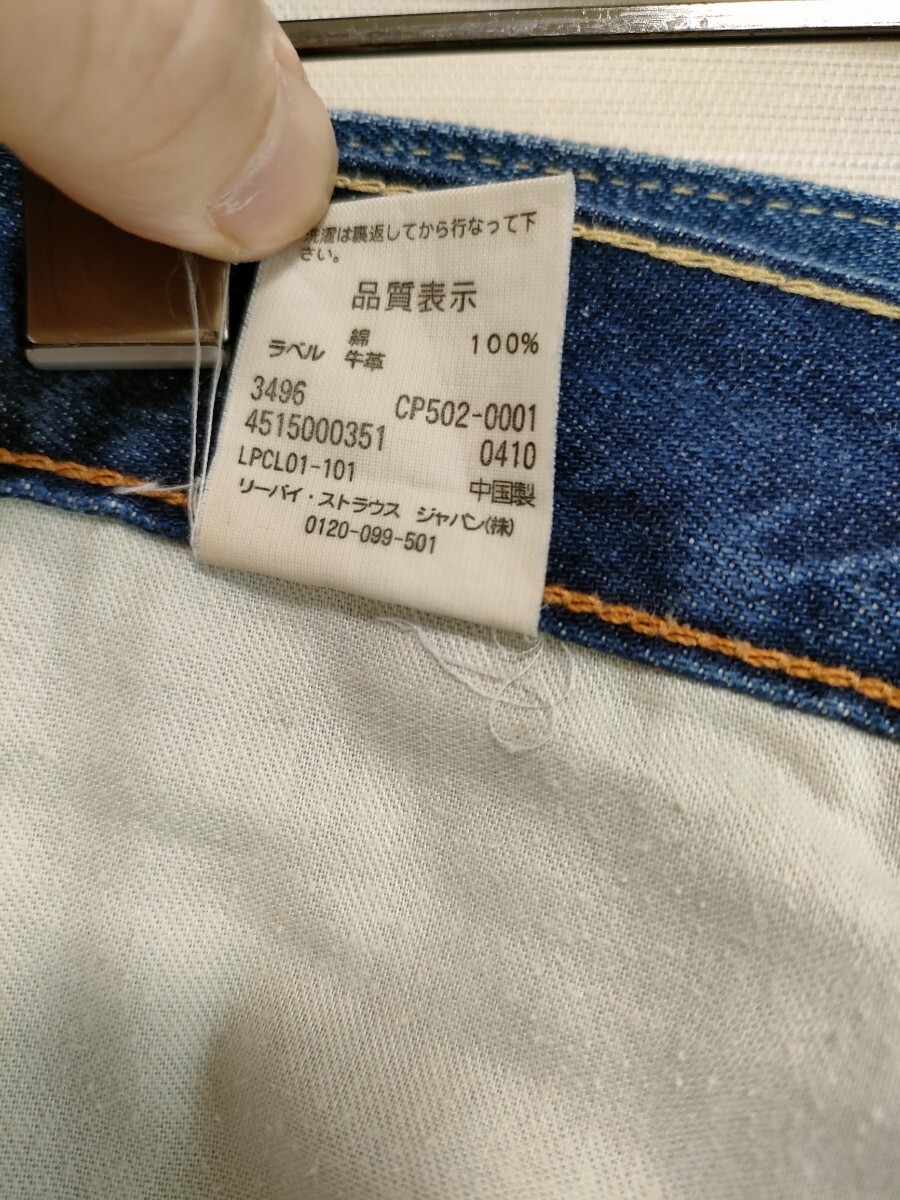 洗濯は裏返してから行なって下
さい。
品質表示
綿 100%
ラベル 牛革
3496 CP502-0001
4515000351 0410
LPCL01-101 中国製
リーバイ・ストラウス ジャパン(株)
0120-099-501